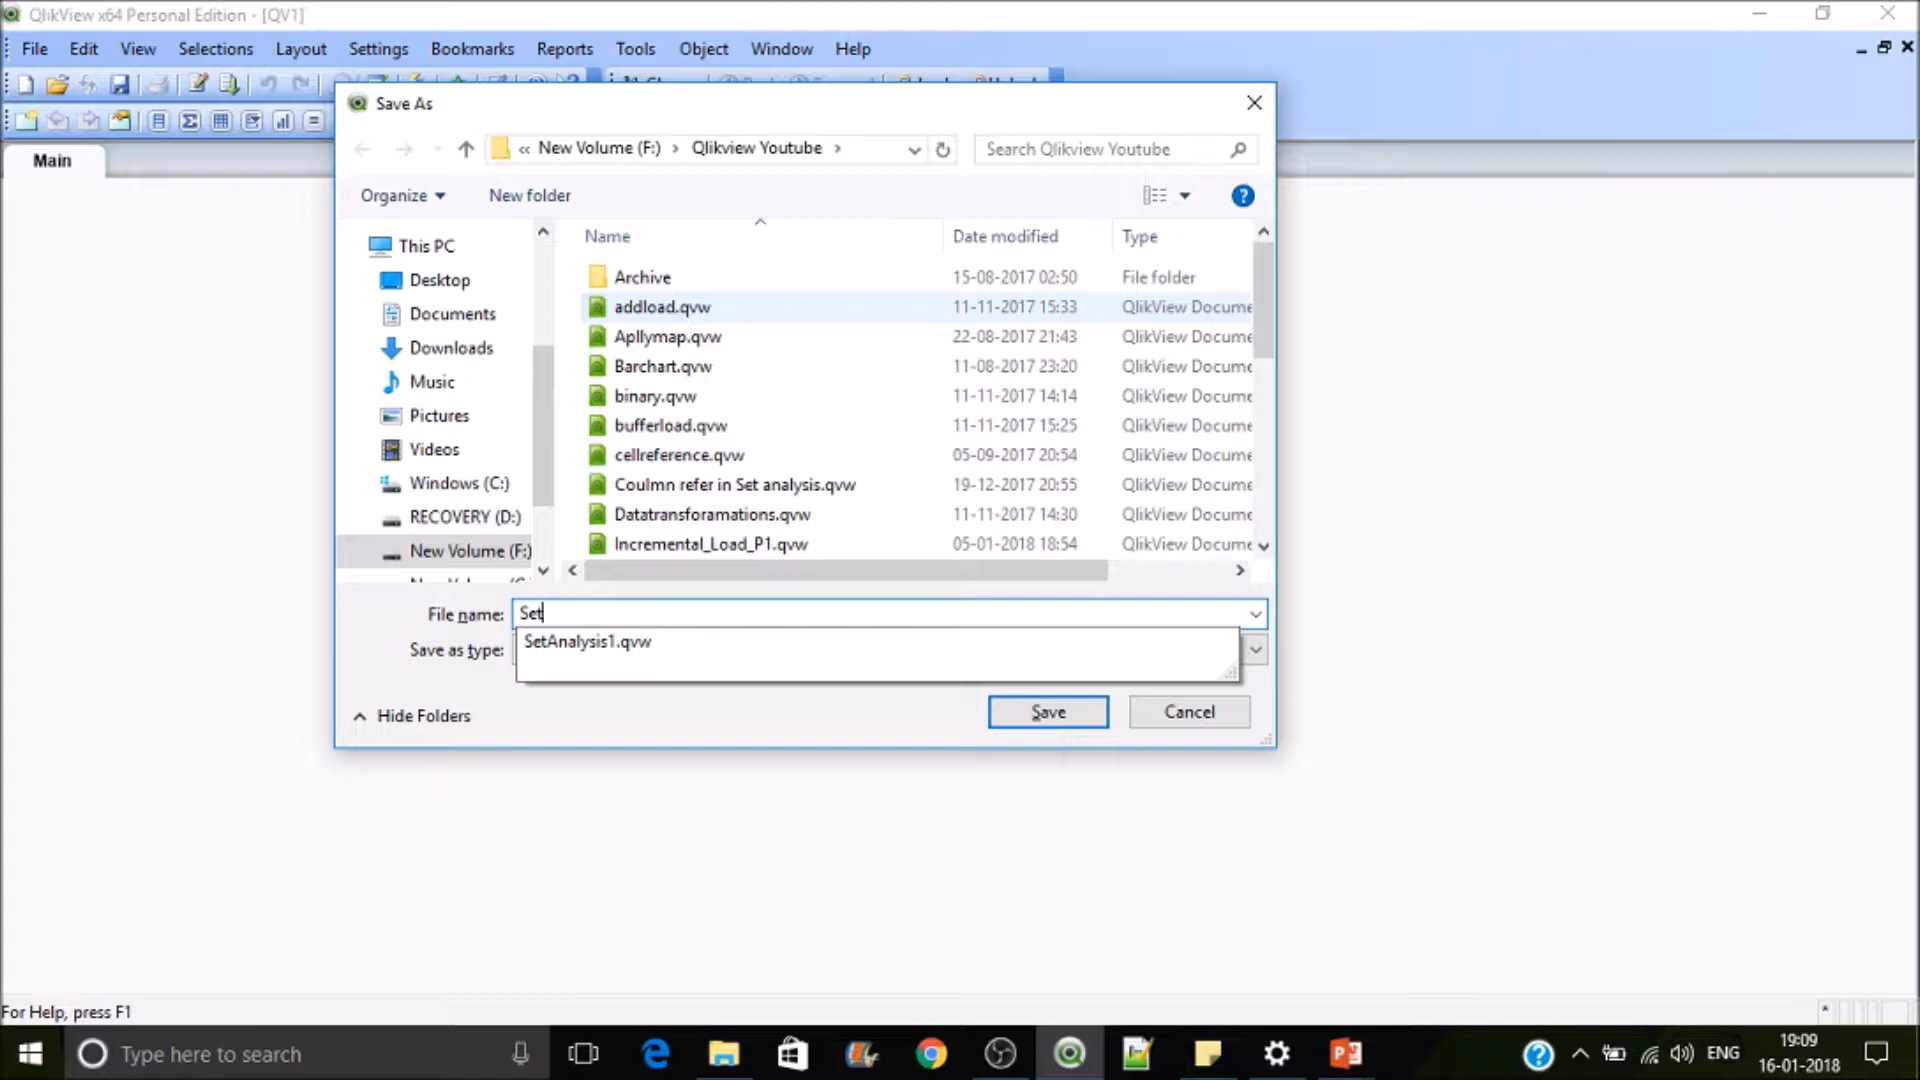 QlikView x64 Personal Edition - [QV1]
File Edit View Selections Layout Settings Bookmarks Reports Tools Object Window Help
Main
Save As
« New Volume (F:) › Qlikview Youtube ›
Search Qlikview Youtube
Organize
New folder
This PC
Desktop
Documents
Downloads
Music
Pictures
Videos
Windows (C:)
RECOVERY (D:)
New Volume (F:)
Name Date modified Type
Archive 15-08-2017 02:50 File folder
addload.qvw 11-11-2017 15:33 QlikView Docume
Apllymap.qvw 22-08-2017 21:43 QlikView Docume
Barchart.qvw 11-08-2017 23:20 QlikView Docume
binary.qvw 11-11-2017 14:14 QlikView Docume
bufferload.qvw 11-11-2017 15:25 QlikView Docume
cellreference.qvw 05-09-2017 20:54 QlikView Docume
Coulmn refer in Set analysis.qvw 19-12-2017 20:55 QlikView Docume
Datatransforamations.qvw 11-11-2017 14:30 QlikView Docume
Incremental_Load_P1.qvw 05-01-2018 18:54 QlikView Docume
File name: Set
SetAnalysis1.qvw
Save as type:
Hide Folders
Save
Cancel
For Help, press F1
Type here to search
ENG
19:09
16-01-2018